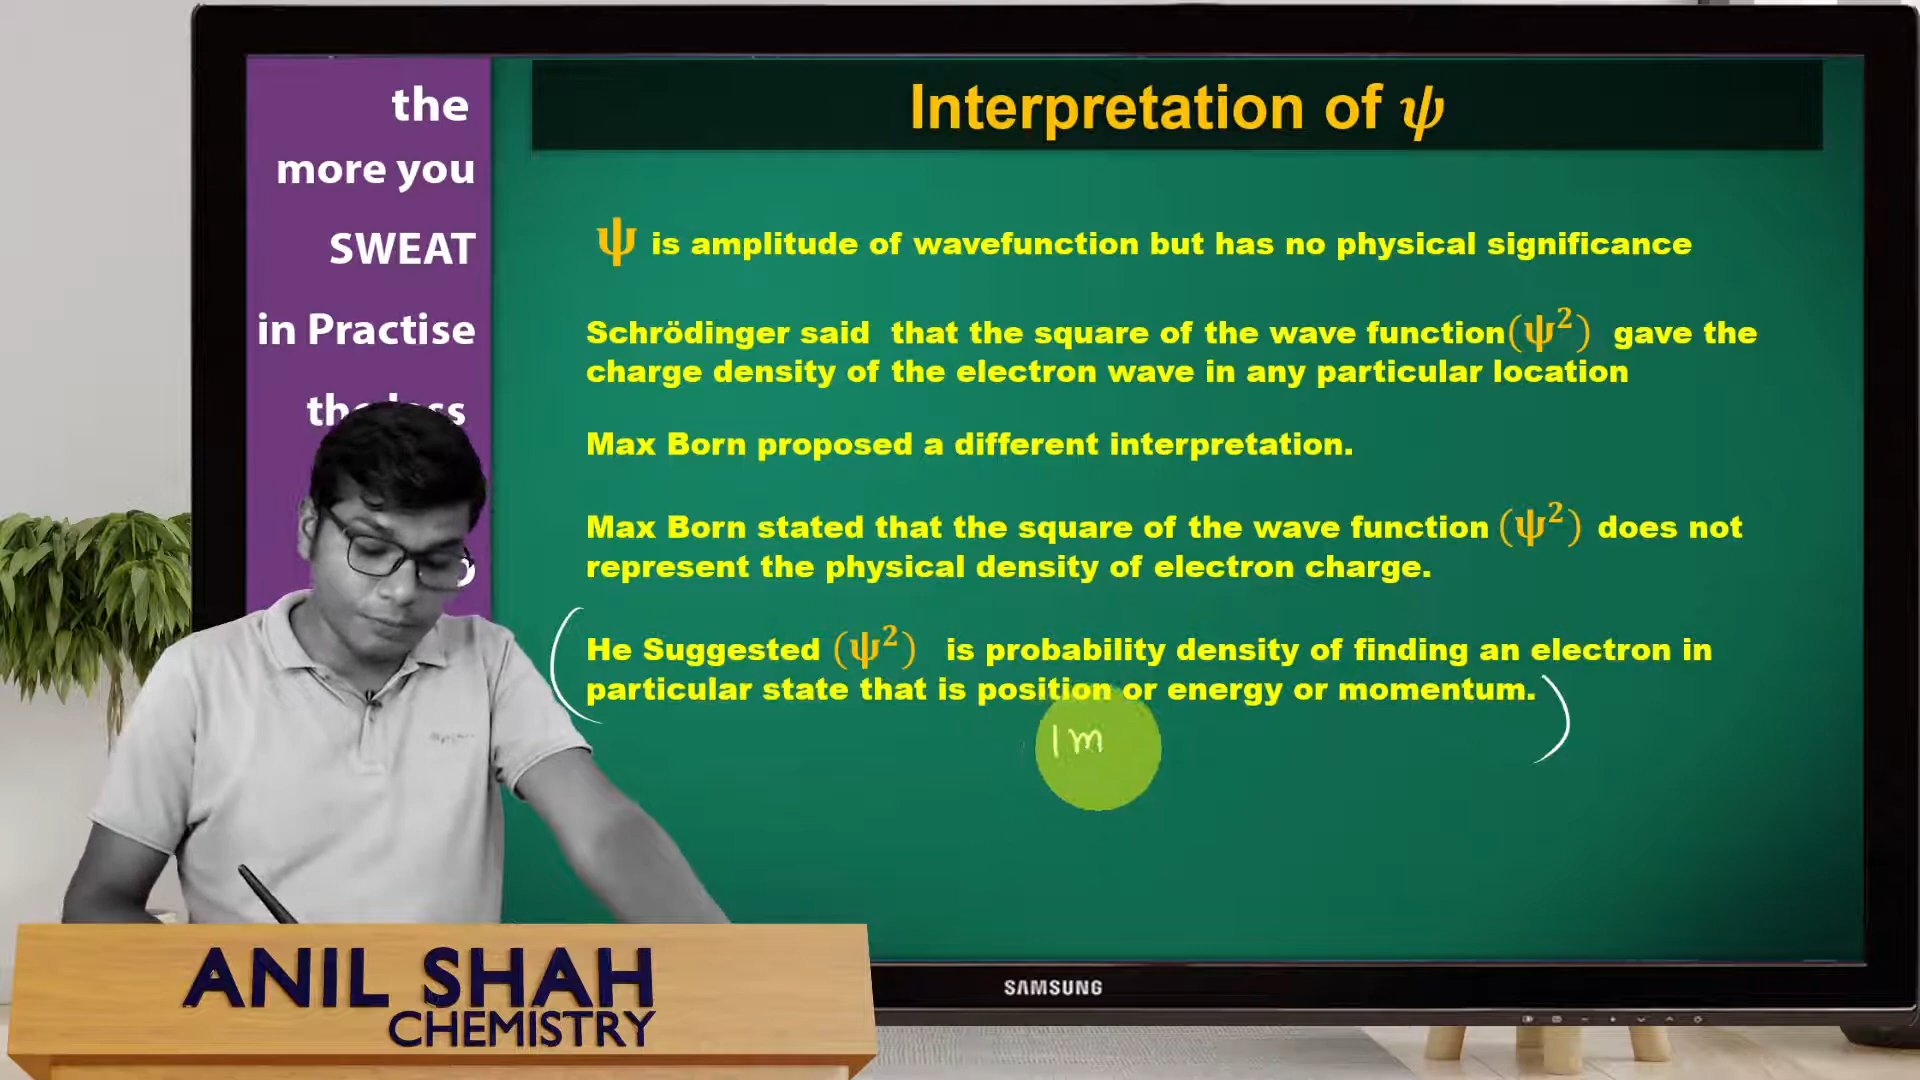 the
more you
SWEAT
in Practise
Interpretation of ψ
ψ is amplitude of wavefunction but has no physical significance
Schrödinger said that the square of the wave function(ψ²) gave the
charge density of the electron wave in any particular location
Max Born proposed a different interpretation.
Max Born stated that the square of the wave function (ψ²) does not
represent the physical density of electron charge.
He Suggested (ψ²) is probability density of finding an electron in
particular state that is position or energy or momentum.
1m
ANIL SHAH
CHEMISTRY
SAMSUNG